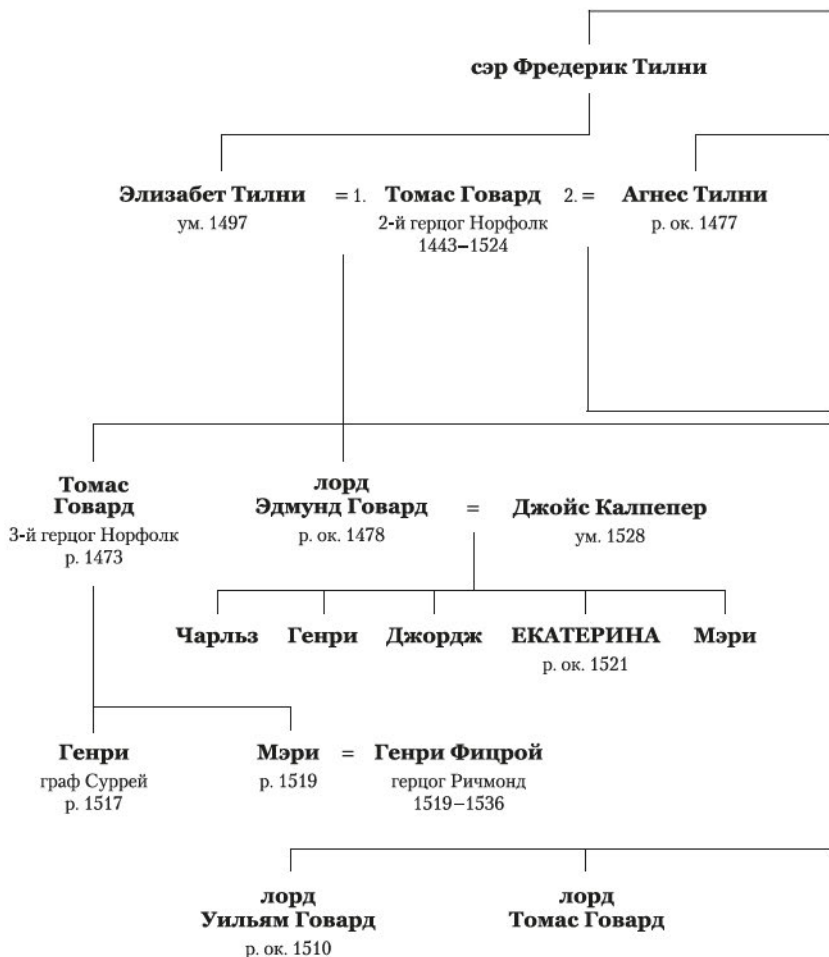 сэр Фредерик Тилни
Элизабет Тилни = 1. Томас Говард 2. = Агнес Тилни
ум. 1497 2-й герцог Норфолк р. ок. 1477
1443–1524
Томас
Говард
3-й герцог Норфолк
р. 1473
лорд
Эдмунд Говард = Джойс Калпепер
р. ок. 1478 ум. 1528
Чарльз Генри Джордж ЕКАТЕРИНА Мэри
р. ок. 1521
Генри Мэри = Генри Фицрой
граф Суррей р. 1519 герцог Ричмонд
р. 1517 1519–1536
лорд
Уильям Говард
р. ок. 1510
лорд
Томас Говард